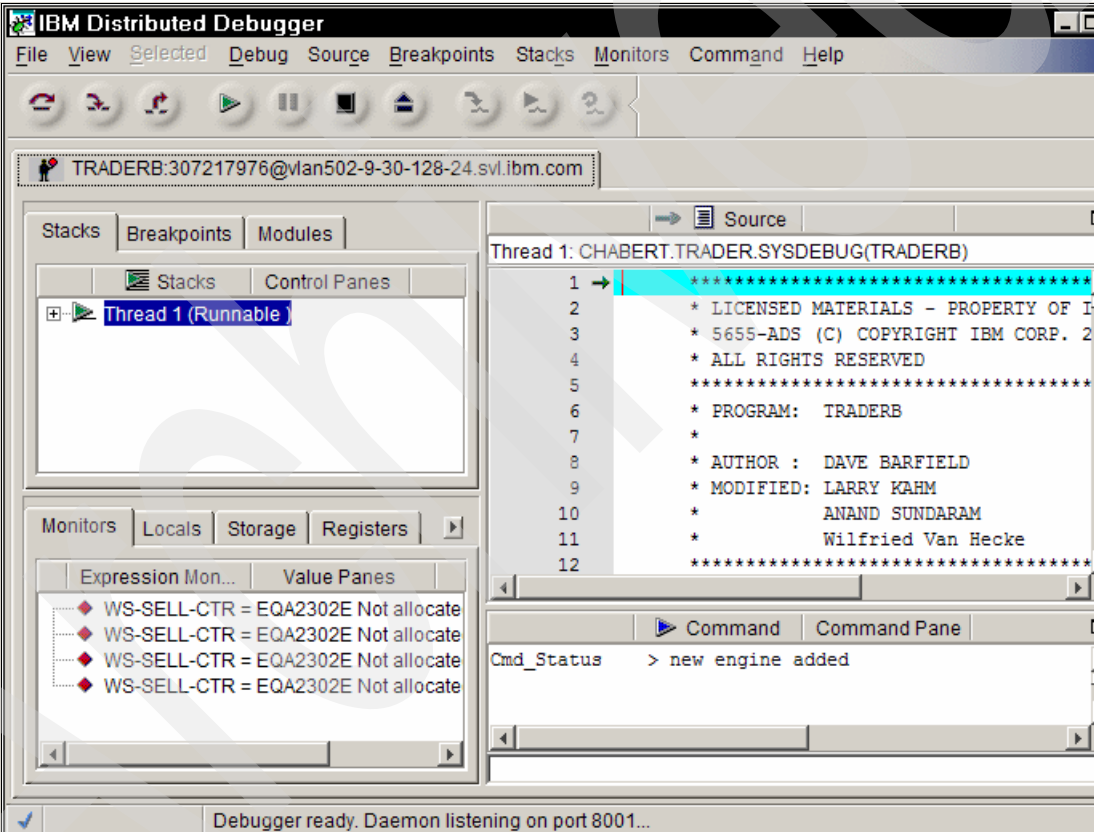 IBM Distributed Debugger
File View Selected Debug Source Breakpoints Stacks Monitors Command Help
TRADERB:307217976@vlan502-9-30-128-24.svl.ibm.com
Stacks Breakpoints Modules
Stacks Control Panes
Thread 1 (Runnable )
Monitors Locals Storage Registers
Expression Mon... Value Panes
WS-SELL-CTR = EQA2302E Not allocate
WS-SELL-CTR = EQA2302E Not allocate
WS-SELL-CTR = EQA2302E Not allocate
WS-SELL-CTR = EQA2302E Not allocate
Source
Thread 1: CHABERT.TRADER.SYSDEBUG(TRADERB)
1 ************************************
2 * LICENSED MATERIALS - PROPERTY OF I
3 * 5655-ADS (C) COPYRIGHT IBM CORP. 2
4 * ALL RIGHTS RESERVED
5 ************************************
6 * PROGRAM: TRADERB
7 *
8 * AUTHOR : DAVE BARFIELD
9 * MODIFIED: LARRY KAHM
10 * ANAND SUNDARAM
11 * Wilfried Van Hecke
12 ************************************
Command Command Pane
Cmd_Status > new engine added
Debugger ready. Daemon listening on port 8001...